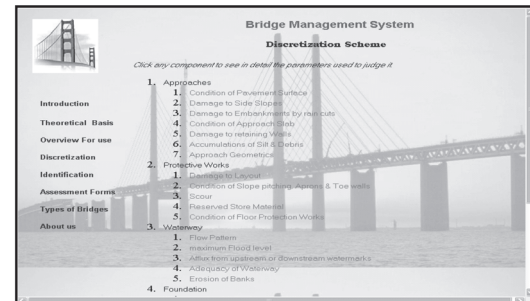 Bridge Management System
Discretization Scheme
Click any component to see in detail the parameters used to judge it
Introduction
Theoretical Basis
Overview For use
Discretization
Identification
Assessment Forms
Types of Bridges
About us
1. Approaches
1. Condition of Pavement Surface
2. Damage to Side Slopes
3. Damage to Embankments by rain cuts
4. Condition of Approach Slab
5. Damage to retaining Walls
6. Accumulations of Silt & Debris
7. Approach Geometrics
2. Protective Works
1. Damage to Layout
2. Condition of Slope pitching, Aprons & Toe walls
3. Scour
4. Reserved Store Material
5. Condition of Floor Protection Works
3. Waterway
1. Flow Pattern
2. maximum Flood level
3. Afflux from upstream or downstream watermarks
4. Adequacy of Waterway
5. Erosion of Banks
4. Foundation